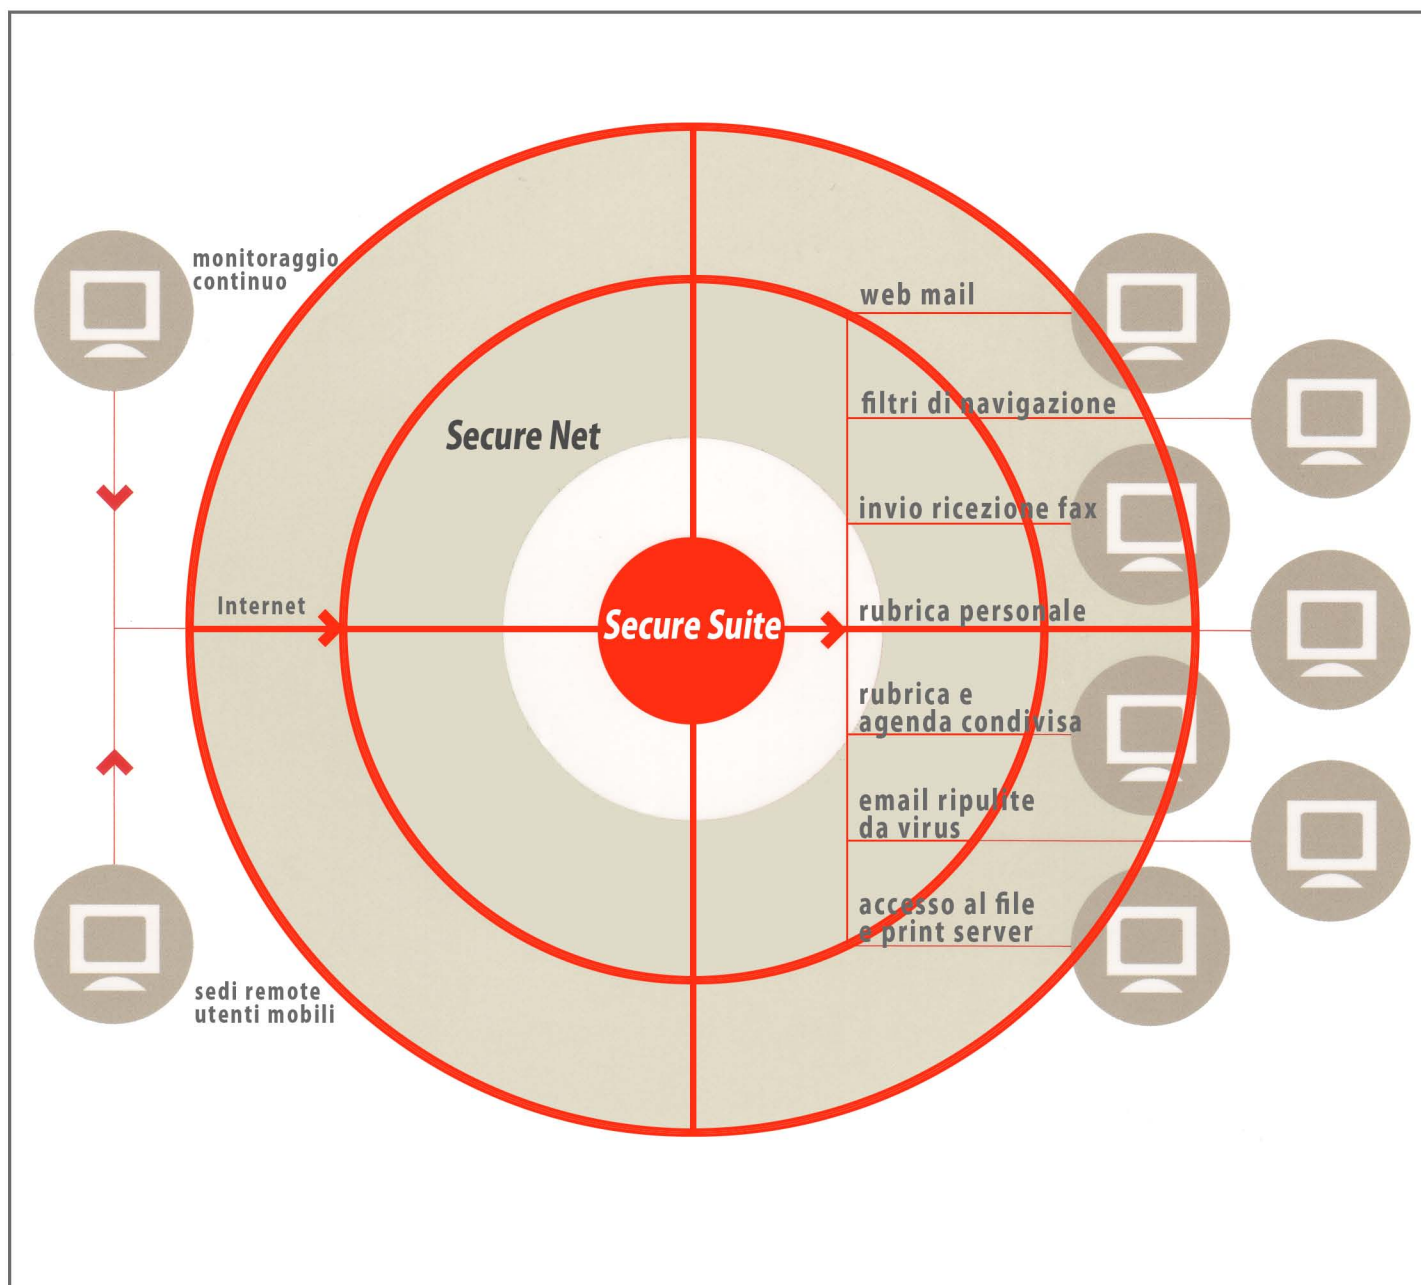 monitoraggio
continuo
web mail
filtri di navigazione
Secure Net
invio ricezione fax
Internet
Secure Suite
rubrica personale
rubrica e
agenda condivisa
email ripulite
da virus
accesso al file
e print server
sedi remote
utenti mobili